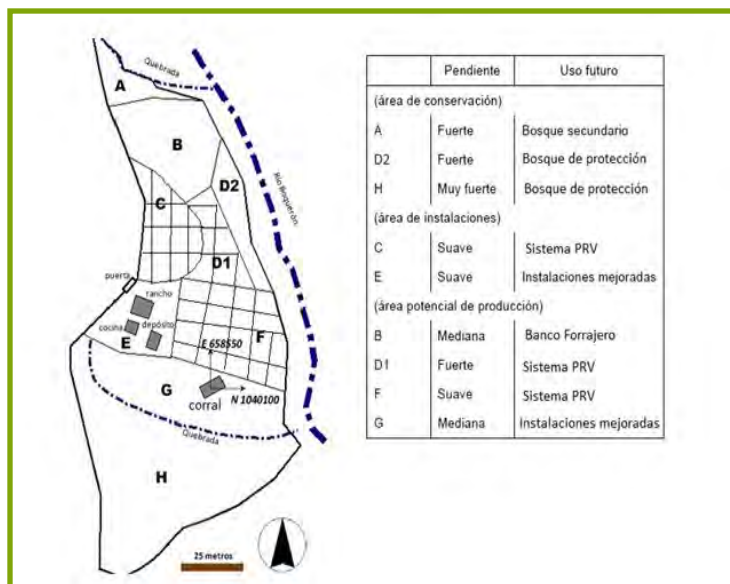 Quebrada
A
B
D2
Río Boquerón
C
D1
puerta
rancho
cocina
depósito
E
F
E 658550
G
corral
N 1040100
Quebrada
H
25 metros
Pendiente Uso futuro
(área de conservación)
A Fuerte Bosque secundario
D2 Fuerte Bosque de protección
H Muy fuerte Bosque de protección
(área de instalaciones)
C Suave Sistema PRV
E Suave Instalaciones mejoradas
(área potencial de producción)
B Mediana Banco Forrajero
D1 Fuerte Sistema PRV
F Suave Sistema PRV
G Mediana Instalaciones mejoradas